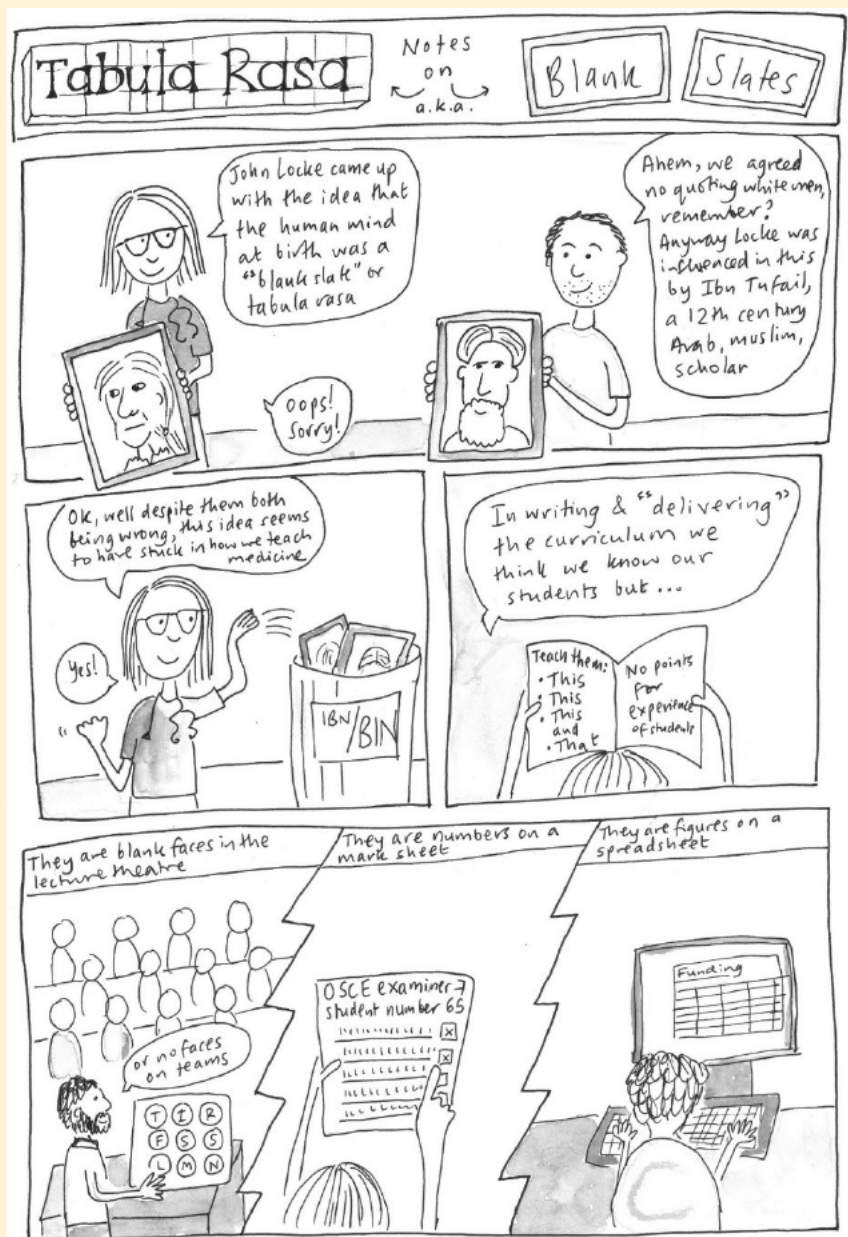 Tabula Rasa
Notes
on
a.k.a.
Blank
Slates
John Locke came up
with the idea that
the human mind
at birth was a
"blank slate" or
tabula rasa
Oops!
Sorry!
Ahem, we agreed
no quoting white men,
remember?
Anyway Locke was
influenced in this
by Ibn Tufail,
a 12th century
Arab, muslim,
scholar
Ok, well despite them both
being wrong, this idea seems
to have stuck in how we teach
medicine
Yes!
IBN/BIN
In writing & "delivering"
the curriculum we
think we know our
students but...
Teach them:
• This
• This
• This
and
• That
No points
for
experience
of students
They are blank faces in the
lecture theatre
or no faces
on teams
T I R
F S S
L M N
They are numbers on a
mark sheet
OSCE examiner 7
student number 65
x
x
They are figures on a
spreadsheet
Funding